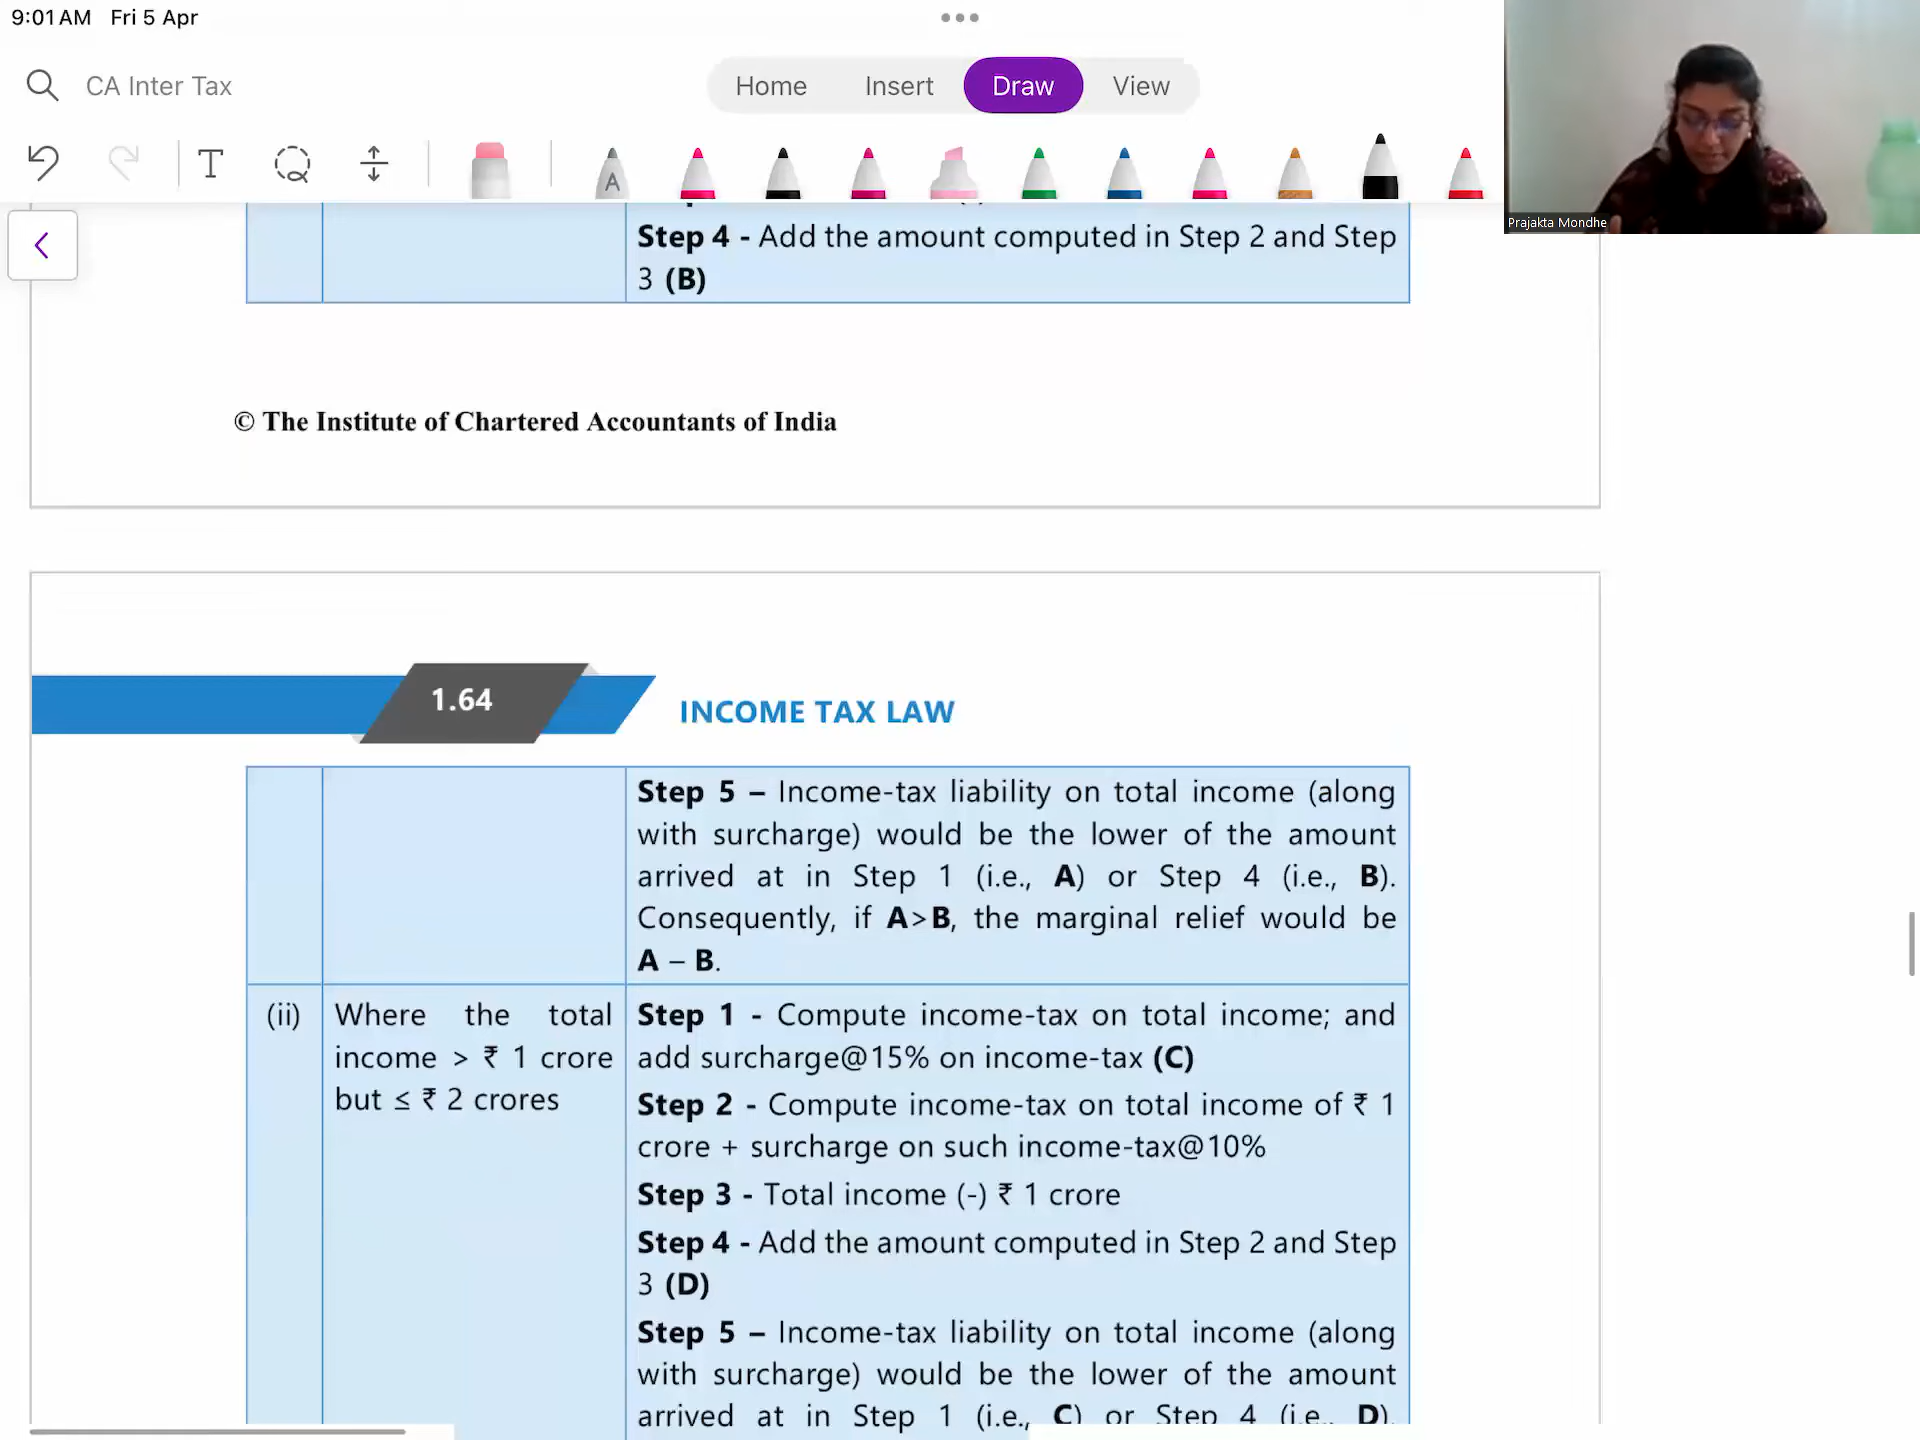 9:01 AM Fri 5 Apr
CA Inter Tax
Home Insert Draw View
T
A
Prajakta Mondhe
Step 4 - Add the amount computed in Step 2 and Step
3 (B)
© The Institute of Chartered Accountants of India
1.64
INCOME TAX LAW
Step 5 – Income-tax liability on total income (along
with surcharge) would be the lower of the amount
arrived at in Step 1 (i.e., A) or Step 4 (i.e., B).
Consequently, if A>B, the marginal relief would be
A – B.
(ii) Where the total
income > ₹ 1 crore
but ≤ ₹ 2 crores
Step 1 - Compute income-tax on total income; and
add surcharge@15% on income-tax (C)
Step 2 - Compute income-tax on total income of ₹ 1
crore + surcharge on such income-tax@10%
Step 3 - Total income (-) ₹ 1 crore
Step 4 - Add the amount computed in Step 2 and Step
3 (D)
Step 5 – Income-tax liability on total income (along
with surcharge) would be the lower of the amount
arrived at in Step 1 (i.e., C) or Step 4 (i.e., D).